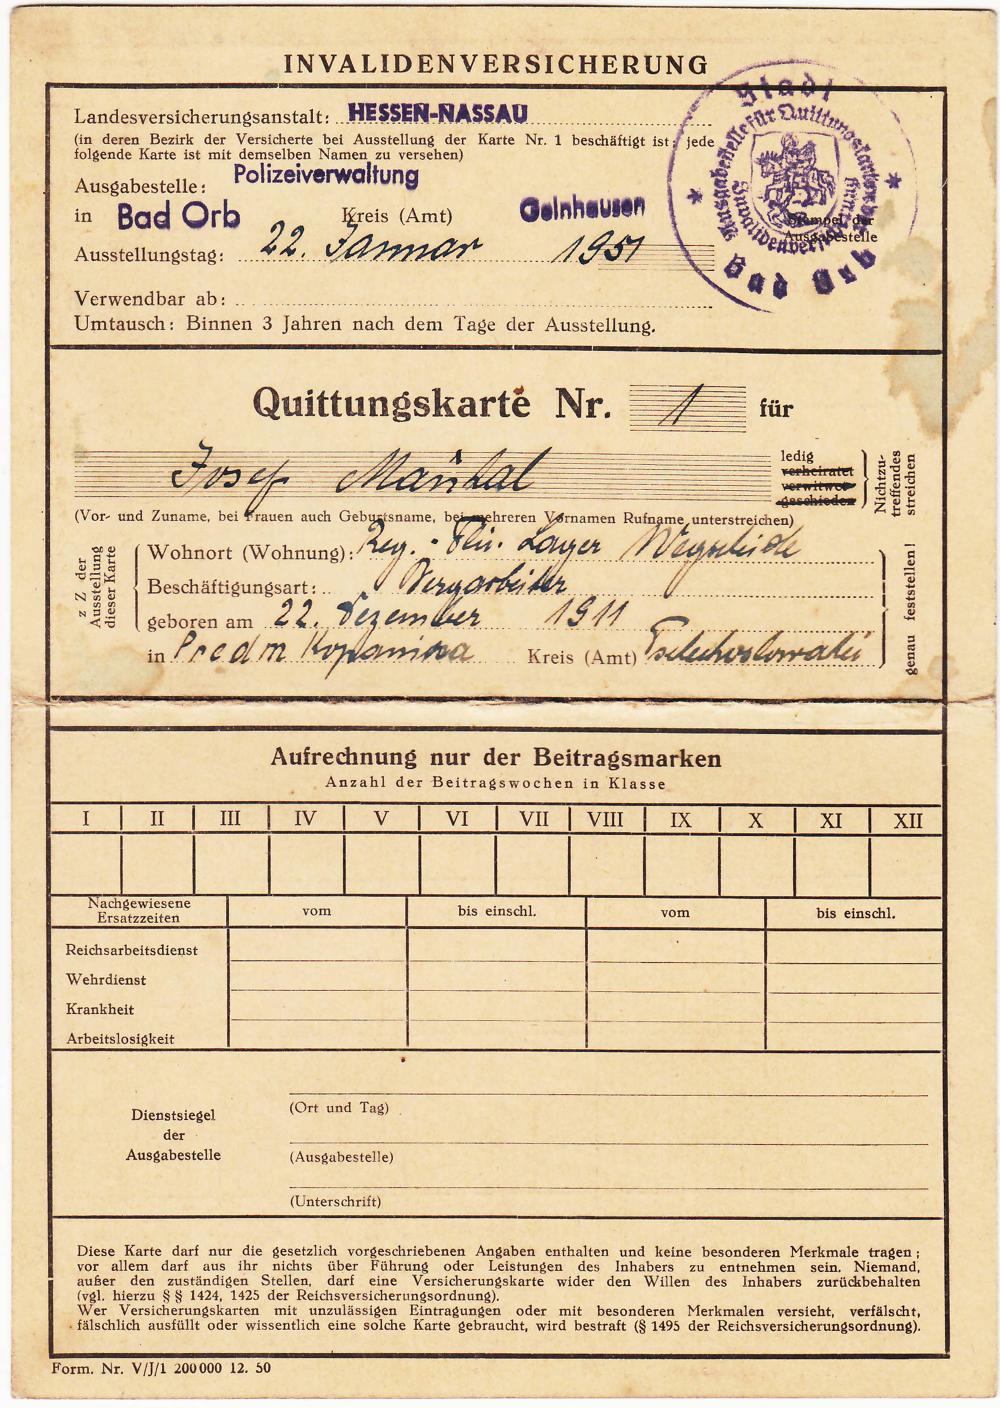 INVALIDENVERSICHERUNG
Landesversicherungsanstalt: HESSEN-NASSAU
(in deren Bezirk der Versicherte bei Ausstellung der Karte Nr. 1 beschäftigt ist; jede
folgende Karte ist mit demselben Namen zu versehen)
Ausgabestelle: Polizeiverwaltung
in Bad Orb Kreis (Amt) Gelnhausen
Ausstellungstag: 22. Januar 1951
Verwendbar ab:
Umtausch: Binnen 3 Jahren nach dem Tage der Ausstellung.
Stadt
Ausgabestelle für Quittungskarten
Bad Orb
Stempel der
Ausgabestelle
Quittungskarte Nr. 1 für
Josef
ledig
verheiratet
verwitwet
geschieden
Nichtzu-
treffendes
streichen
(Vor- und Zuname, bei Frauen auch Geburtsname, bei mehreren Vornamen Rufname unterstreichen)
z Z der
Ausstellung
dieser Karte
Wohnort (Wohnung): Reg. - Flü. Lager Wegscheide
Beschäftigungsart:
geboren am 22. Dezember 1911
in Kreis (Amt) Tschechoslowakei
genau feststellen!
Aufrechnung nur der Beitragsmarken
Anzahl der Beitragswochen in Klasse
I II III IV V VI VII VIII IX X XI XII
Nachgewiesene
Ersatzzeiten
vom bis einschl. vom bis einschl.
Reichsarbeitsdienst
Wehrdienst
Krankheit
Arbeitslosigkeit
Dienstsiegel
der
Ausgabestelle
(Ort und Tag)
(Ausgabestelle)
(Unterschrift)
Diese Karte darf nur die gesetzlich vorgeschriebenen Angaben enthalten und keine besonderen Merkmale tragen;
vor allem darf aus ihr nichts über Führung oder Leistungen des Inhabers zu entnehmen sein. Niemand,
außer den zuständigen Stellen, darf eine Versicherungskarte wider den Willen des Inhabers zurückbehalten
(vgl. hierzu § § 1424, 1425 der Reichsversicherungsordnung).
Wer Versicherungskarten mit unzulässigen Eintragungen oder mit besonderen Merkmalen versieht, verfälscht,
fälschlich ausfüllt oder wissentlich eine solche Karte gebraucht, wird bestraft (§ 1495 der Reichsversicherungsordnung).
Form. Nr. V/J/1 200000 12. 50